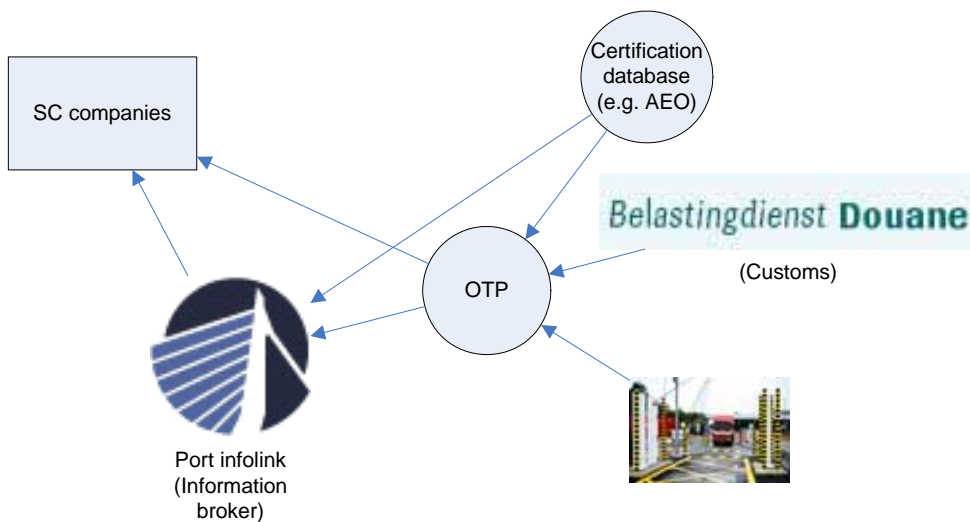 Certification
database
(e.g. AEO)
SC companies
Belastingdienst Douane
(Customs)
OTP
Port infolink
(Information
broker)